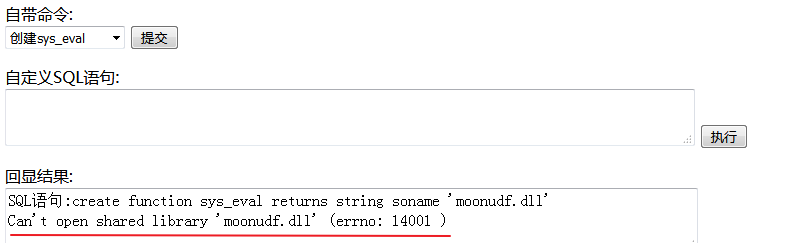 自带命令:
创建sys_eval 提交
自定义SQL语句:
执行
回显结果:
SQL语句:create function sys_eval returns string soname 'moonudf.dll'
Can't open shared library 'moonudf.dll' (errno: 14001 )